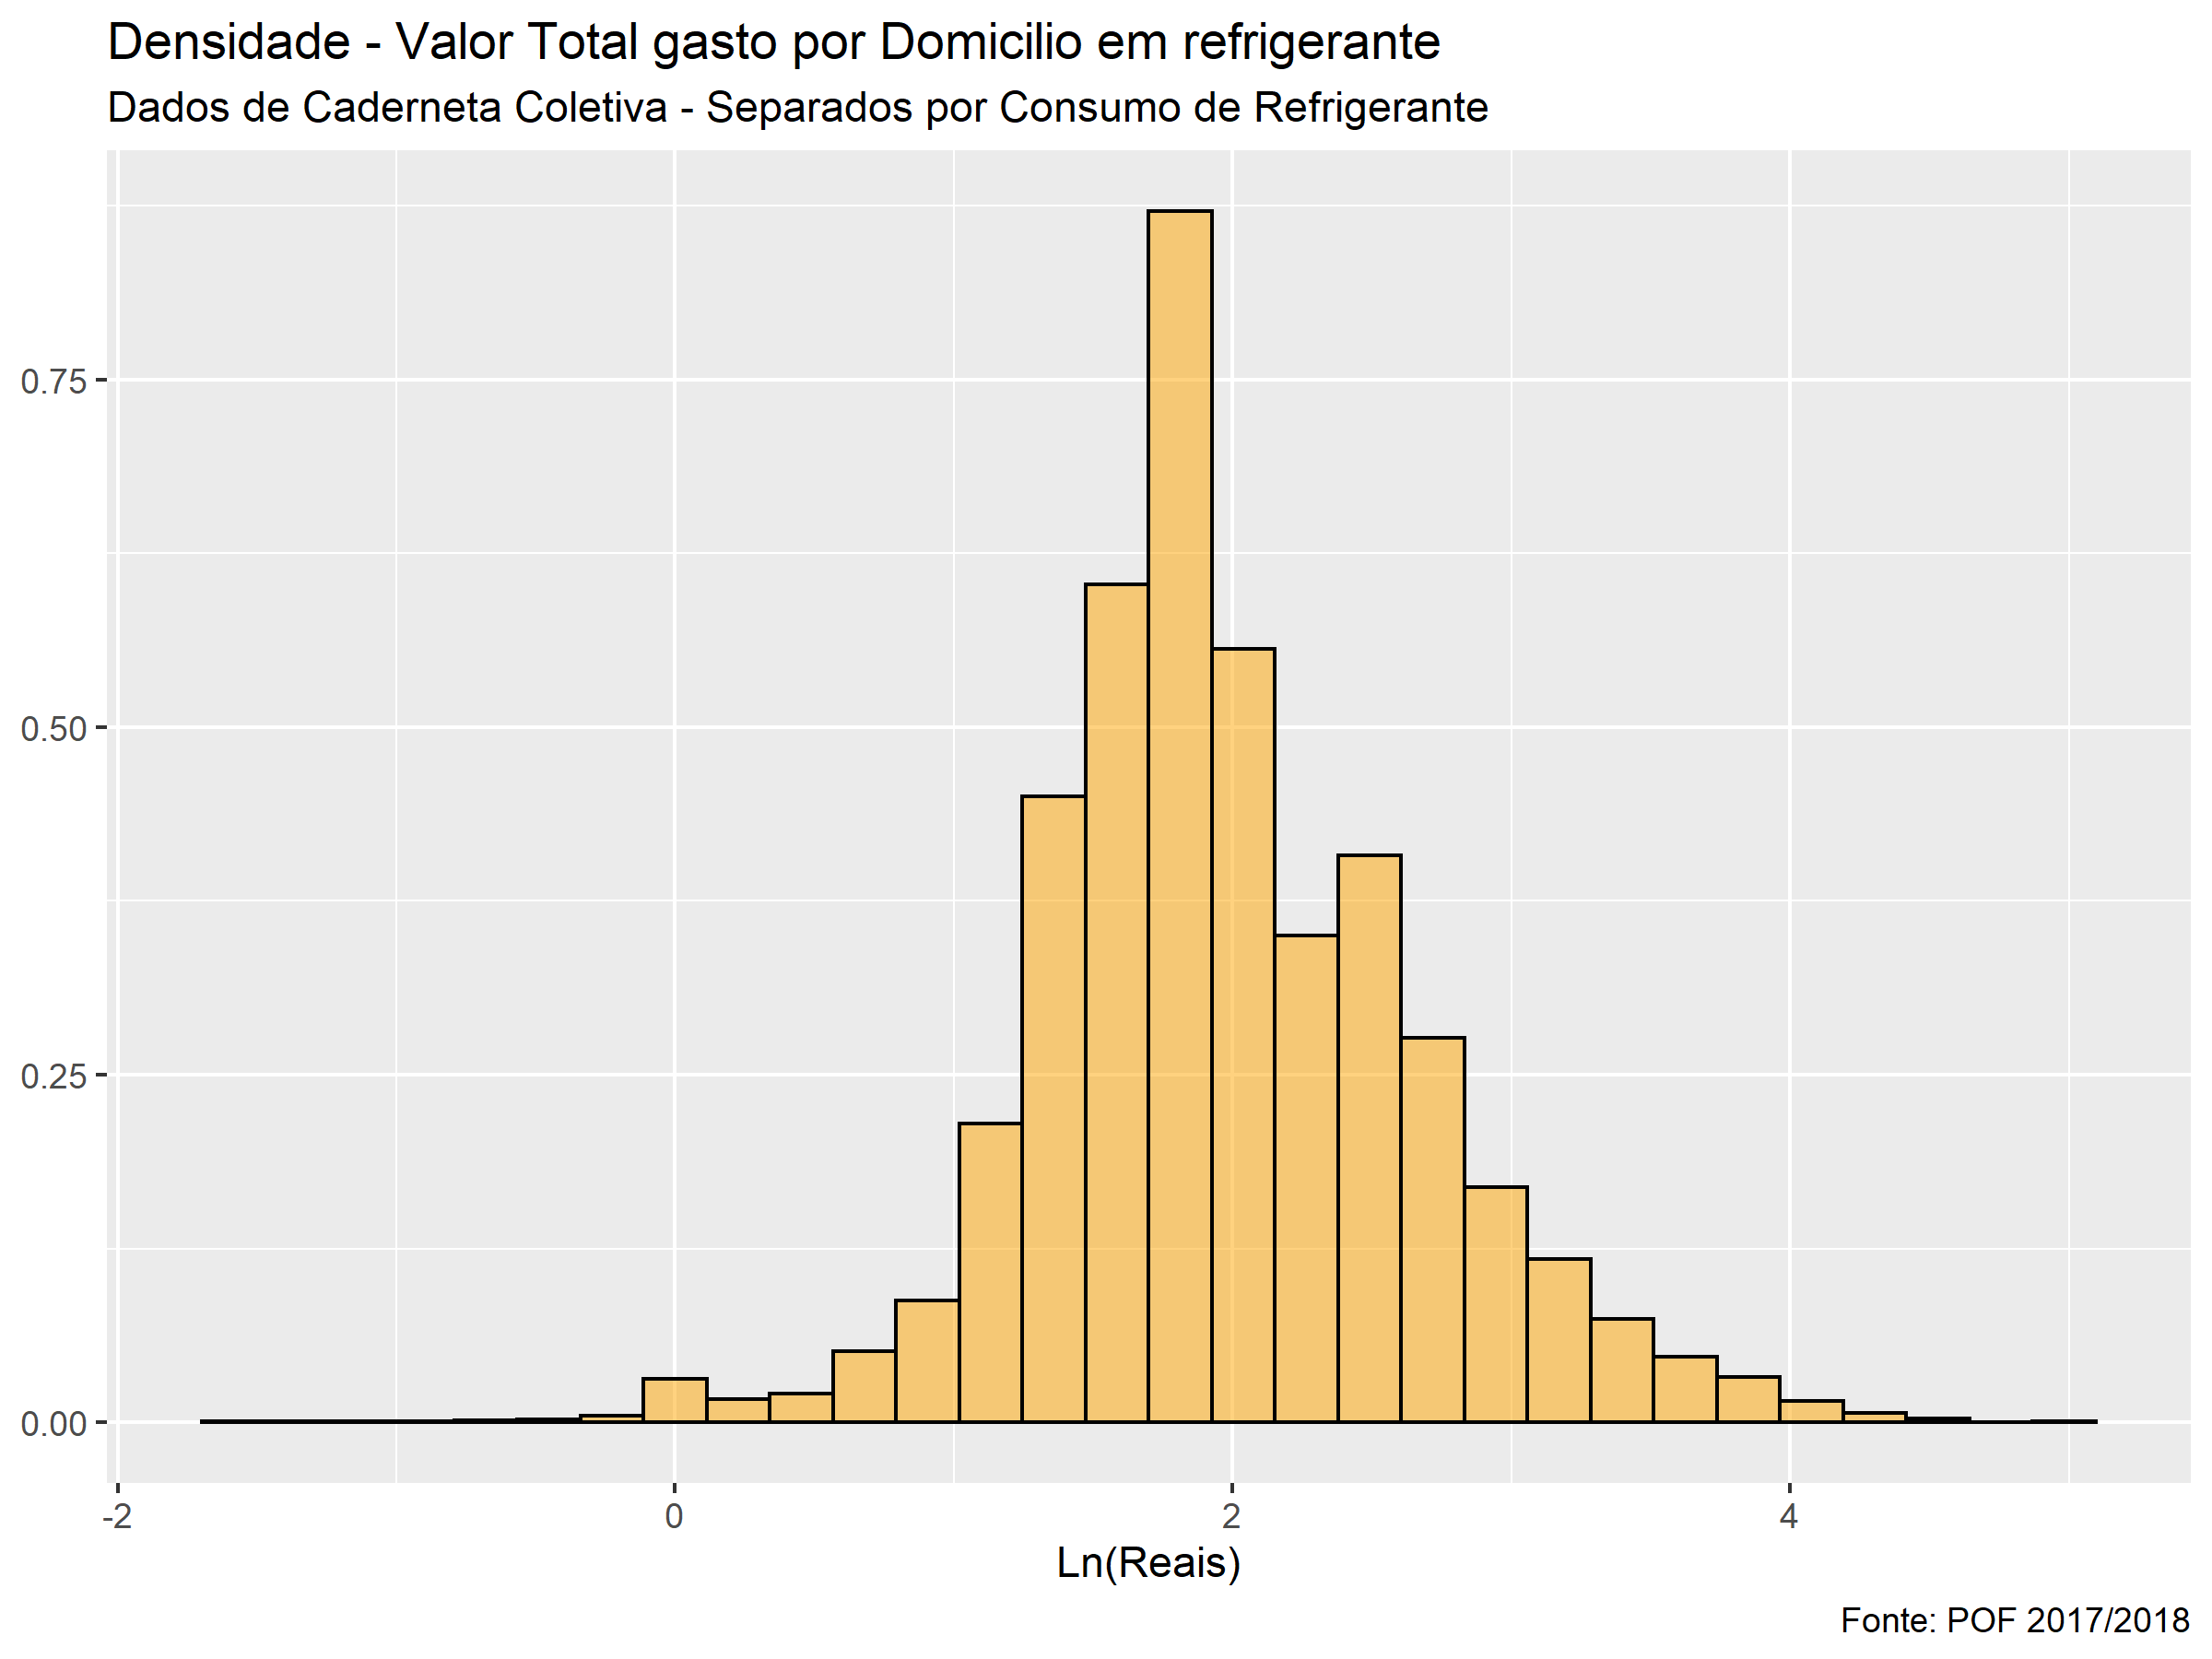 Densidade - Valor Total gasto por Domicilio em refrigerante
Dados de Caderneta Coletiva - Separados por Consumo de Refrigerante
0.75
0.50
0.25
0.00
-2 0 2 4
Ln(Reais)
Fonte: POF 2017/2018